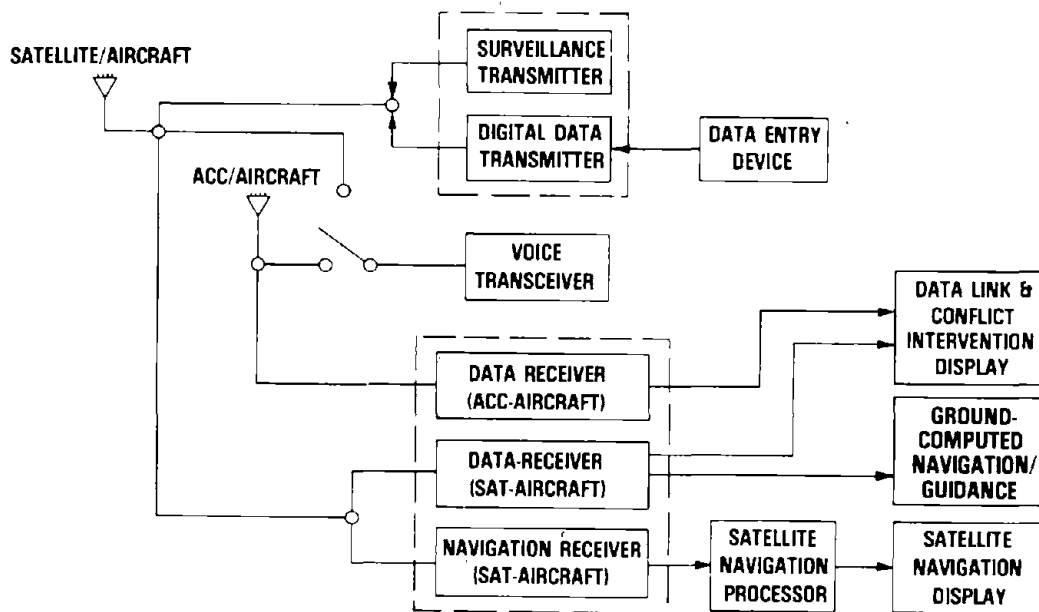 SATELLITE/AIRCRAFT
SURVEILLANCE
TRANSMITTER
DIGITAL DATA
TRANSMITTER
DATA ENTRY
DEVICE
ACC/AIRCRAFT
VOICE
TRANSCEIVER
DATA LINK &
CONFLICT
INTERVENTION
DISPLAY
DATA RECEIVER
(ACC-AIRCRAFT)
DATA-RECEIVER
(SAT-AIRCRAFT)
GROUND-
COMPUTED
NAVIGATION/
GUIDANCE
NAVIGATION RECEIVER
(SAT-AIRCRAFT)
SATELLITE
NAVIGATION
PROCESSOR
SATELLITE
NAVIGATION
DISPLAY